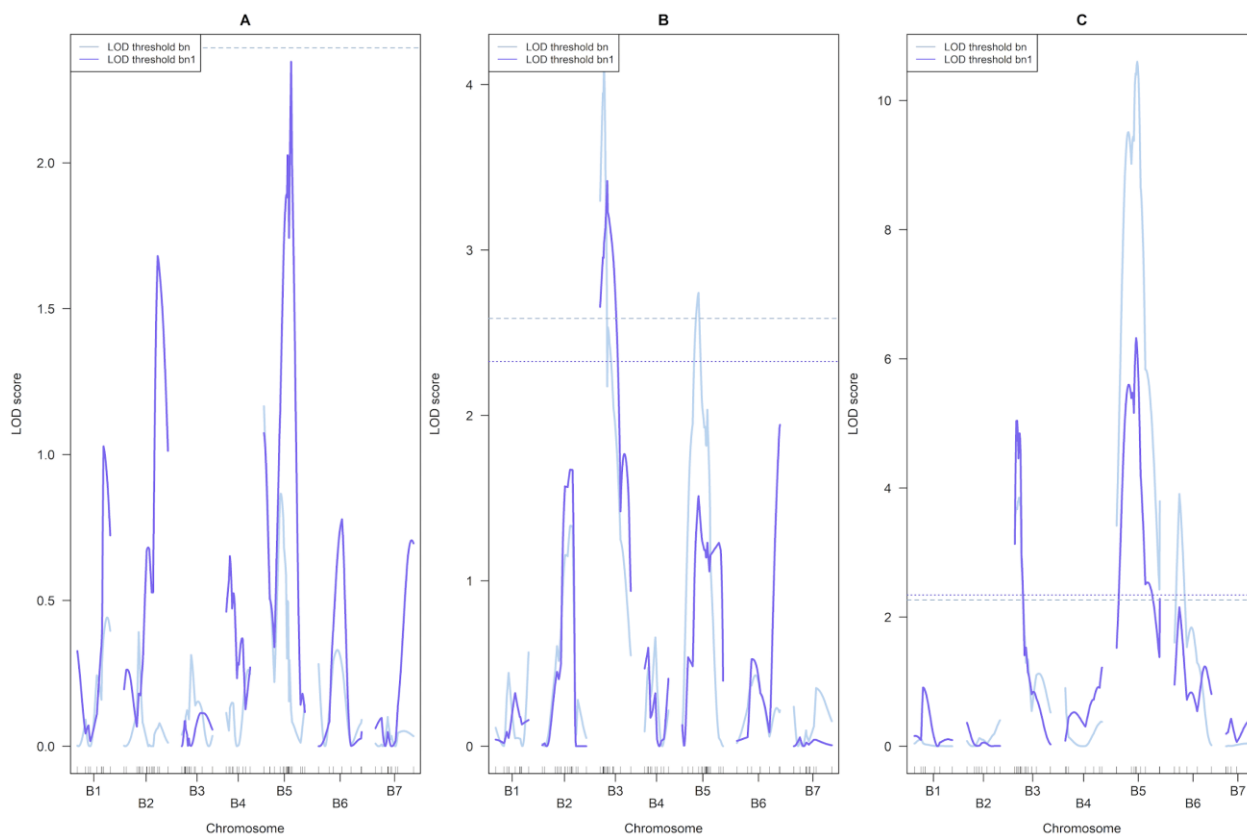 A
LOD threshold bn
LOD threshold bn1
2.0
1.5
1.0
0.5
0.0
LOD score
B1
B2
B3
B4
B5
B6
B7
Chromosome
B
LOD threshold bn
LOD threshold bn1
4
3
2
1
0
LOD score
B1
B2
B3
B4
B5
B6
B7
Chromosome
C
LOD threshold bn
LOD threshold bn1
10
8
6
4
2
0
LOD score
B1
B2
B3
B4
B5
B6
B7
Chromosome